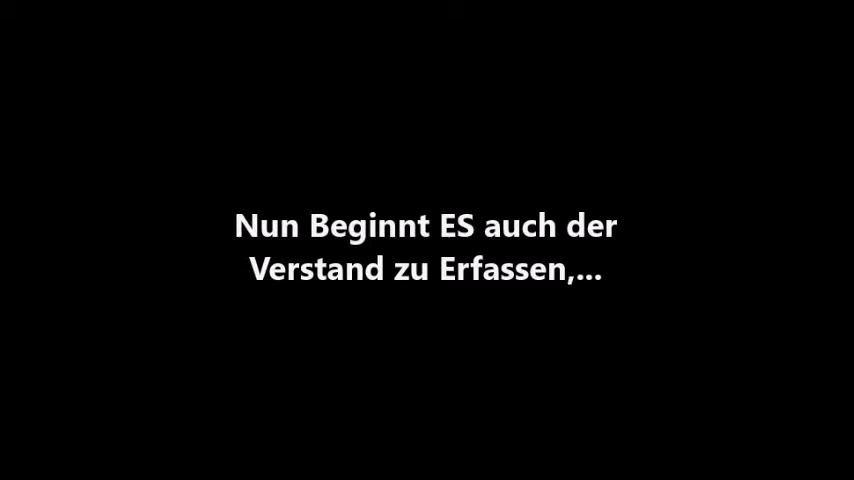 Nun Beginnt ES auch der
Verstand zu Erfassen,...